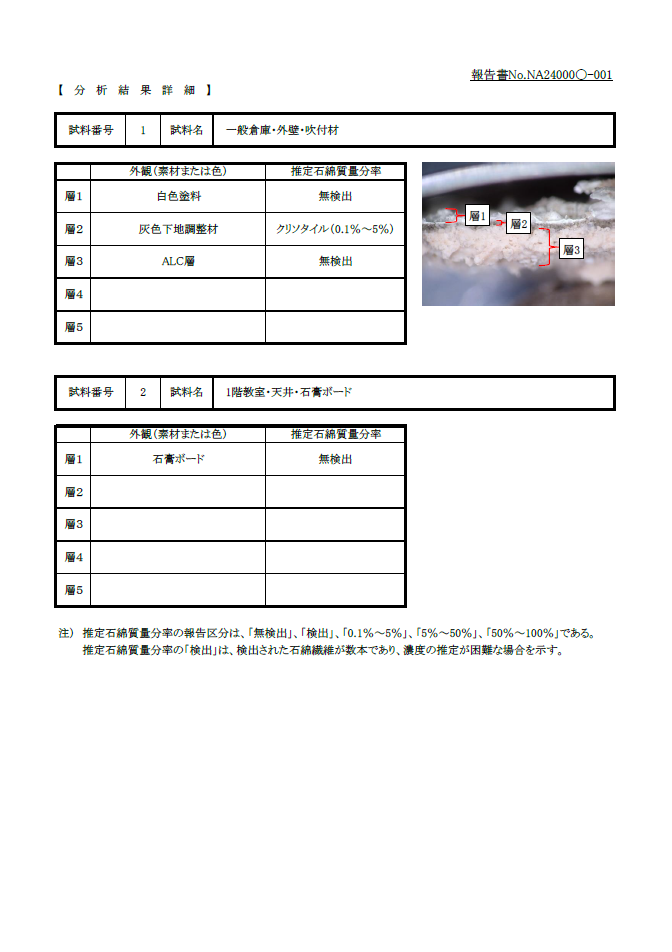 報告書No.NA24000○-001
【 分 析 結 果 詳 細 】
試料番号 1 試料名 一般倉庫・外壁・吹付材
外観（素材または色） 推定石綿質量分率
層1 白色塗料 無検出
層2 灰色下地調整材 クリソタイル（0.1%～5%）
層3 ALC層 無検出
層4
層5
層1
層2
層3
試料番号 2 試料名 1階教室・天井・石膏ボード
外観（素材または色） 推定石綿質量分率
層1 石膏ボード 無検出
層2
層3
層4
層5
注） 推定石綿質量分率の報告区分は、「無検出」、「検出」、「0.1%～5%」、「5%～50%」、「50%～100%」である。
推定石綿質量分率の「検出」は、検出された石綿繊維が数本であり、濃度の推定が困難な場合を示す。